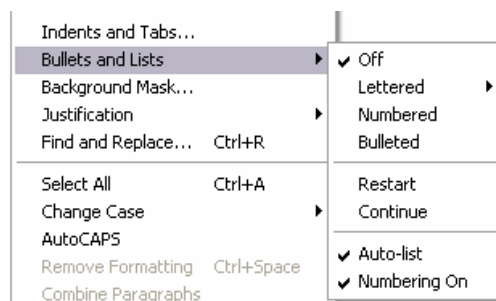 Indents and Tabs...
Bullets and Lists
Background Mask...
Justification
Find and Replace... Ctrl+R
Select All Ctrl+A
Change Case
AutoCAPS
Remove Formatting Ctrl+Space
Combine Paragraphs
Off
Lettered
Numbered
Bulleted
Restart
Continue
Auto-list
Numbering On